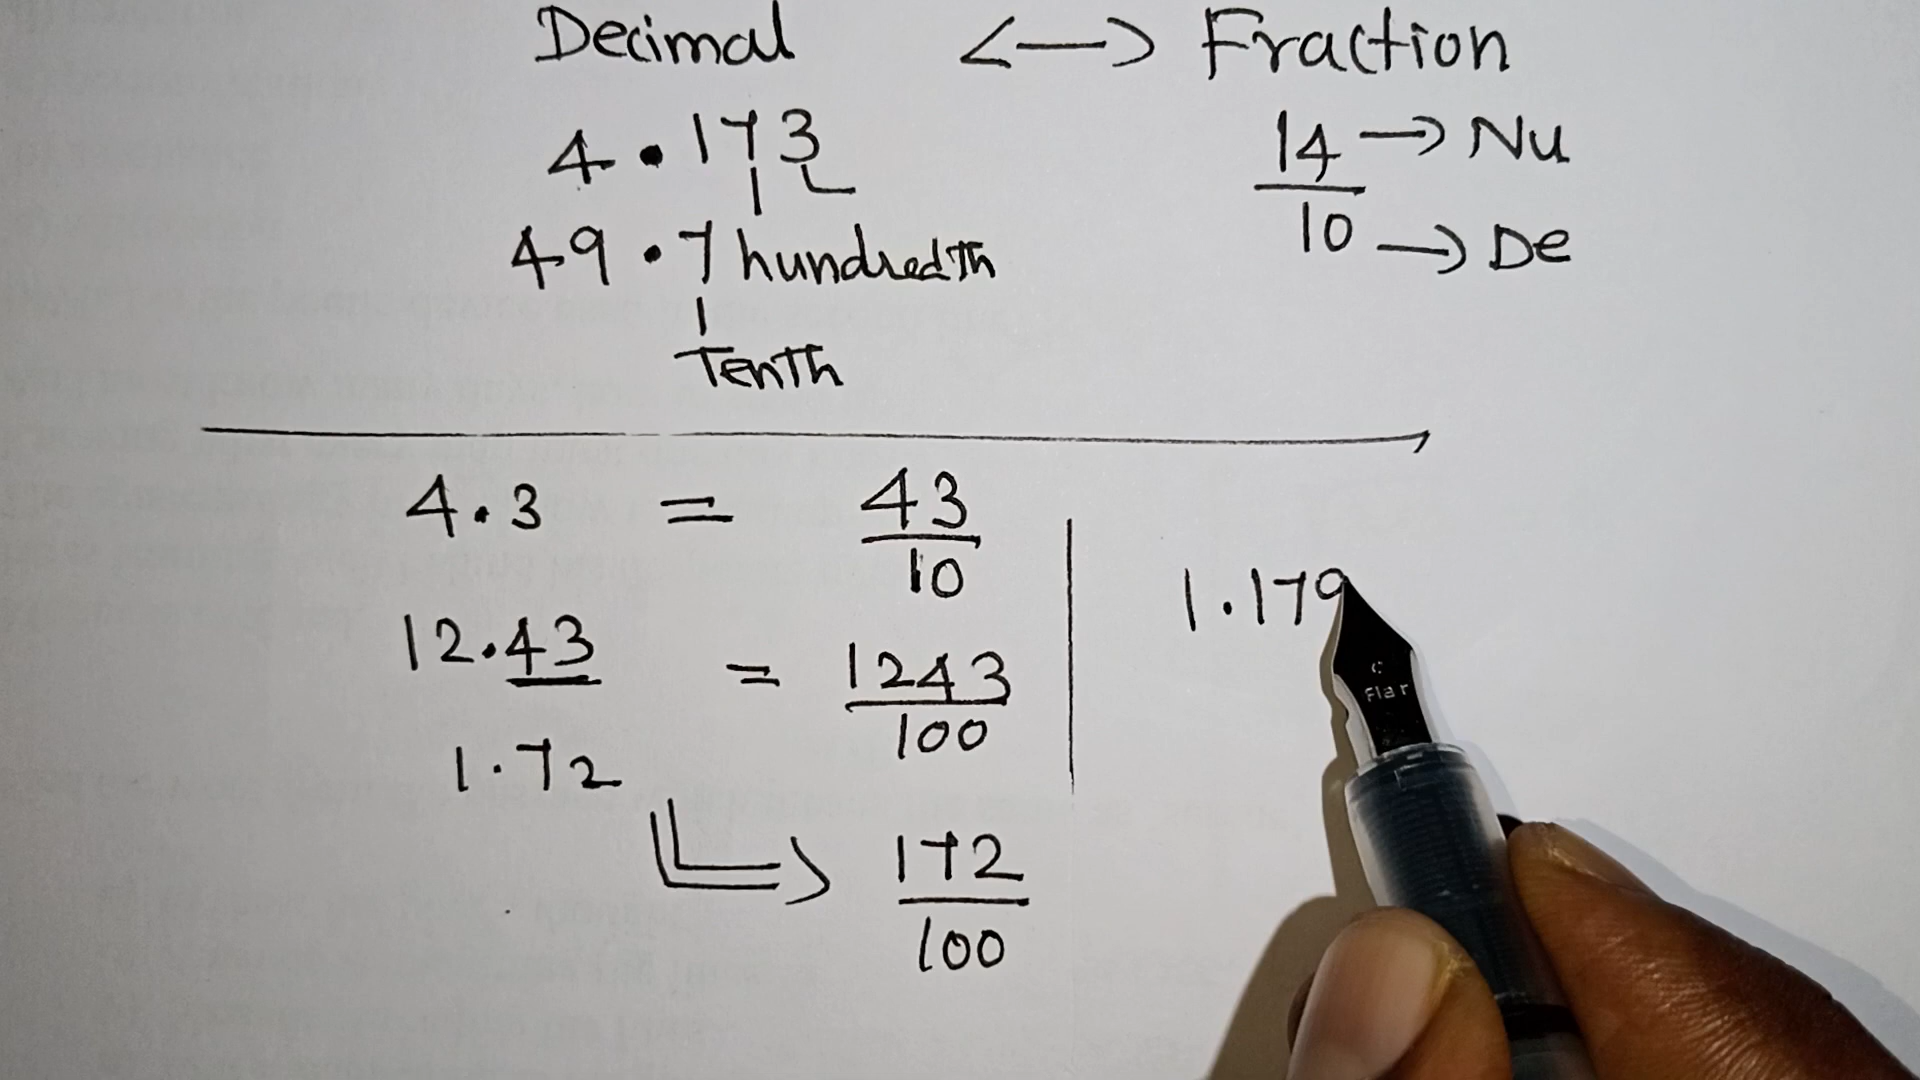 Decimal <—> Fraction
4.173
49.7 hundredth
Tenth
14 → Nu
10 → De
4.3 = 43/10
12.43 = 1243/100
1.72
172/100
1.179
C
Flar